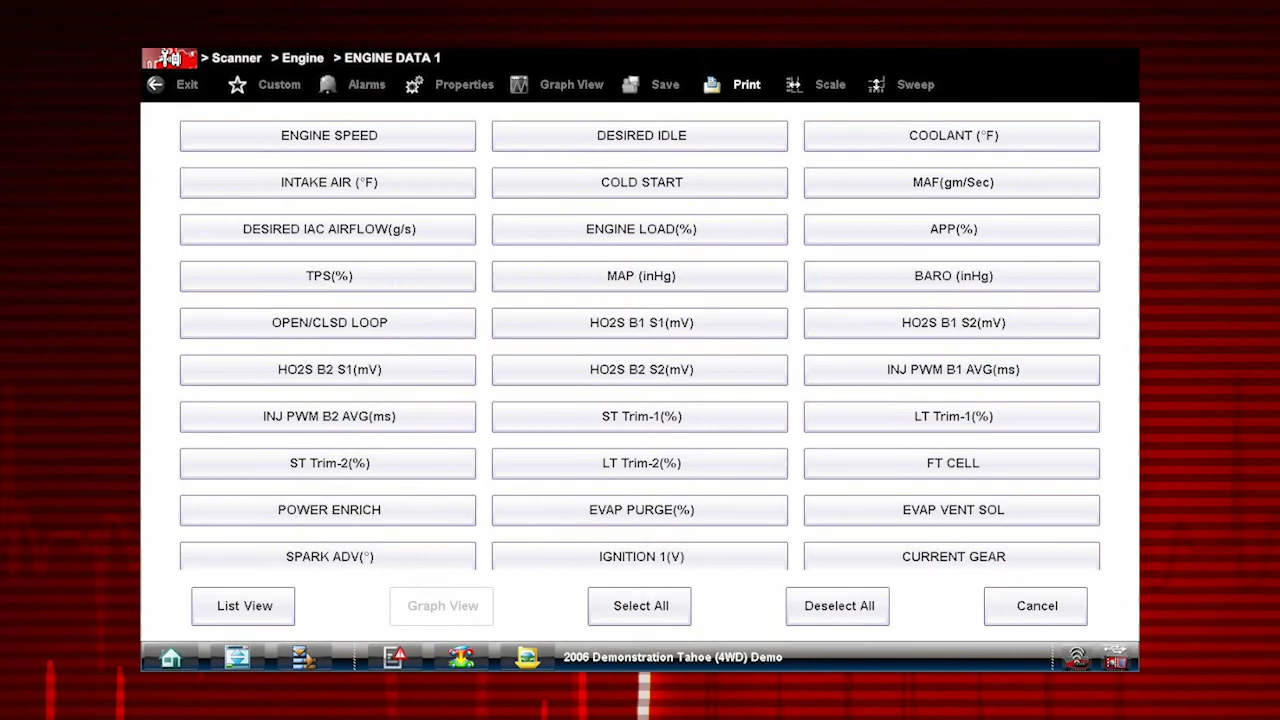 > Scanner > Engine > ENGINE DATA 1
Exit Custom Alarms Properties Graph View Save Print Scale Sweep
ENGINE SPEED DESIRED IDLE COOLANT (°F)
INTAKE AIR (°F) COLD START MAF(gm/Sec)
DESIRED IAC AIRFLOW(g/s) ENGINE LOAD(%) APP(%)
TPS(%) MAP (inHg) BARO (inHg)
OPEN/CLSD LOOP HO2S B1 S1(mV) HO2S B1 S2(mV)
HO2S B2 S1(mV) HO2S B2 S2(mV) INJ PWM B1 AVG(ms)
INJ PWM B2 AVG(ms) ST Trim-1(%) LT Trim-1(%)
ST Trim-2(%) LT Trim-2(%) FT CELL
POWER ENRICH EVAP PURGE(%) EVAP VENT SOL
SPARK ADV(°) IGNITION 1(V) CURRENT GEAR
List View Graph View Select All Deselect All Cancel
2006 Demonstration Tahoe (4WD) Demo